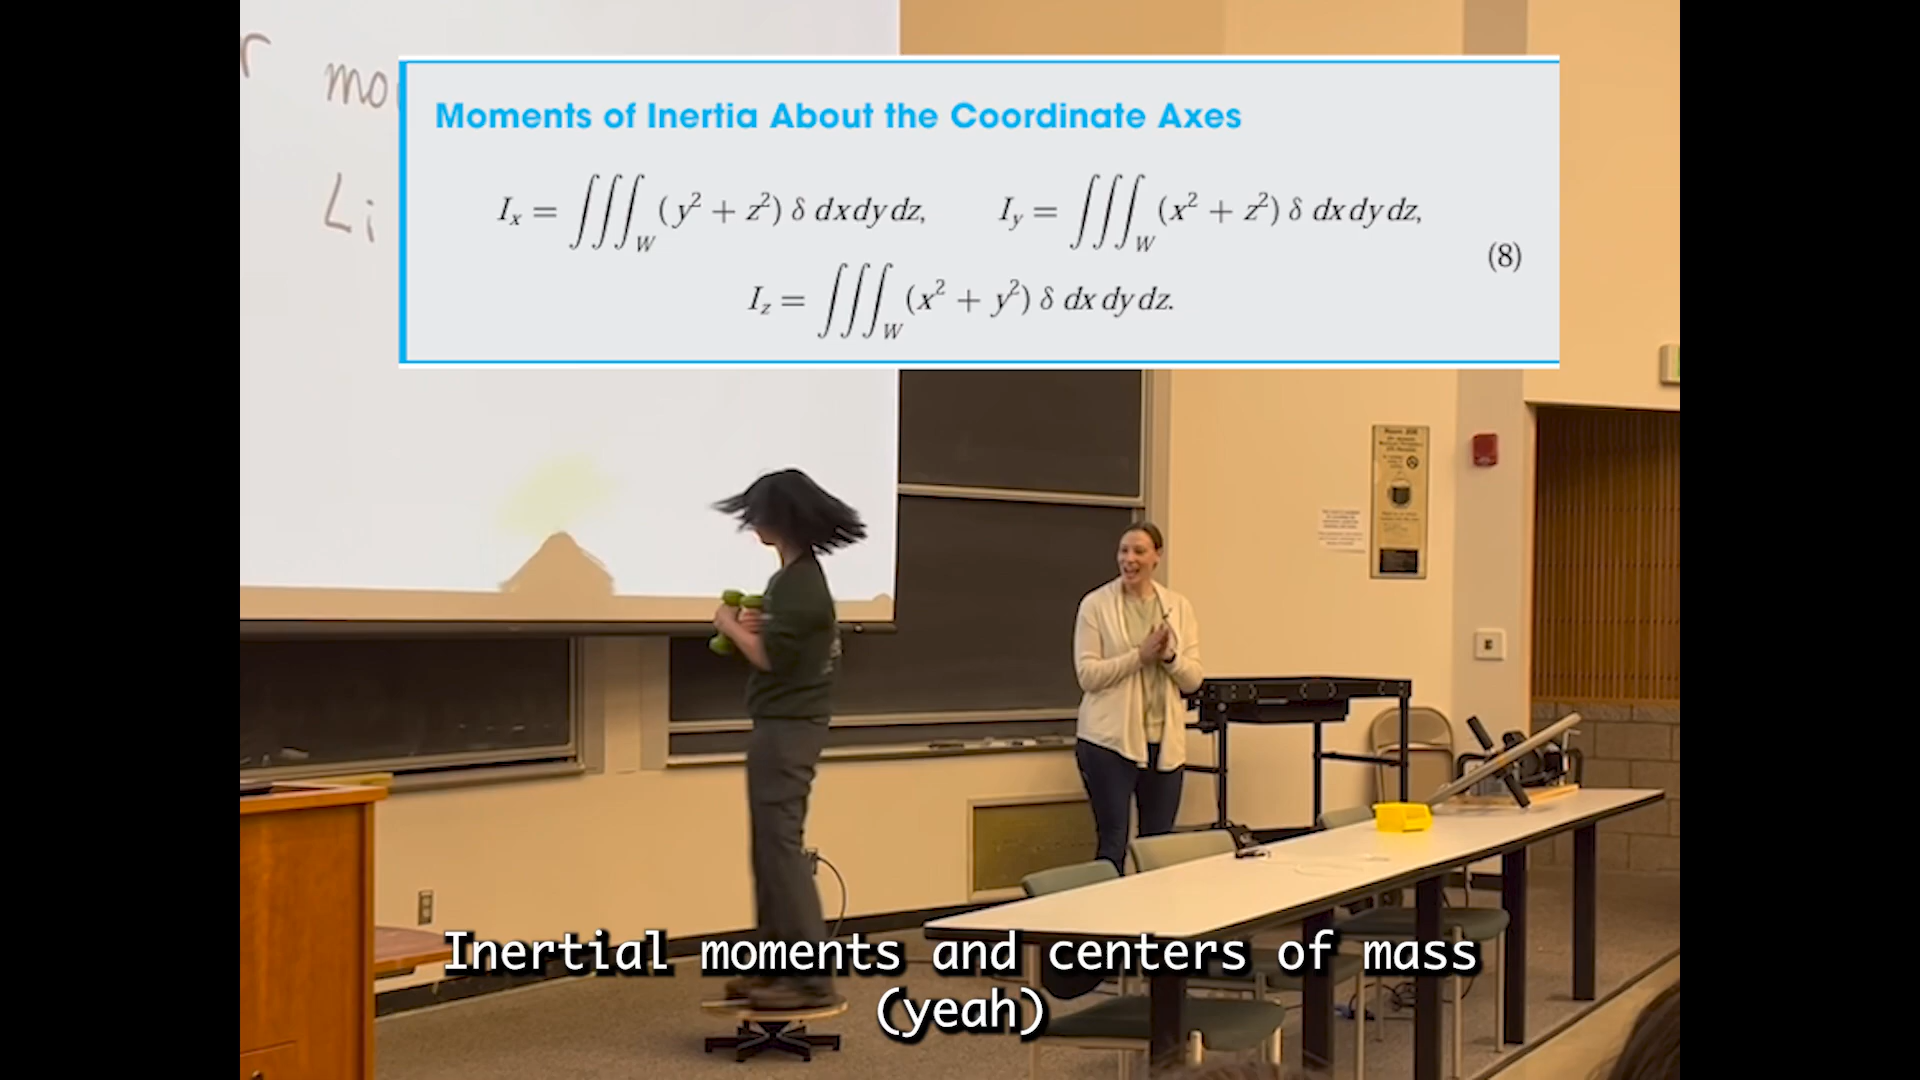 r mo
Li
Moments of Inertia About the Coordinate Axes
I_x = ∭_W (y² + z²) δ dx dy dz, I_y = ∭_W (x² + z²) δ dx dy dz,
(8)
I_z = ∭_W (x² + y²) δ dx dy dz.
Inertial moments and centers of mass
(yeah)